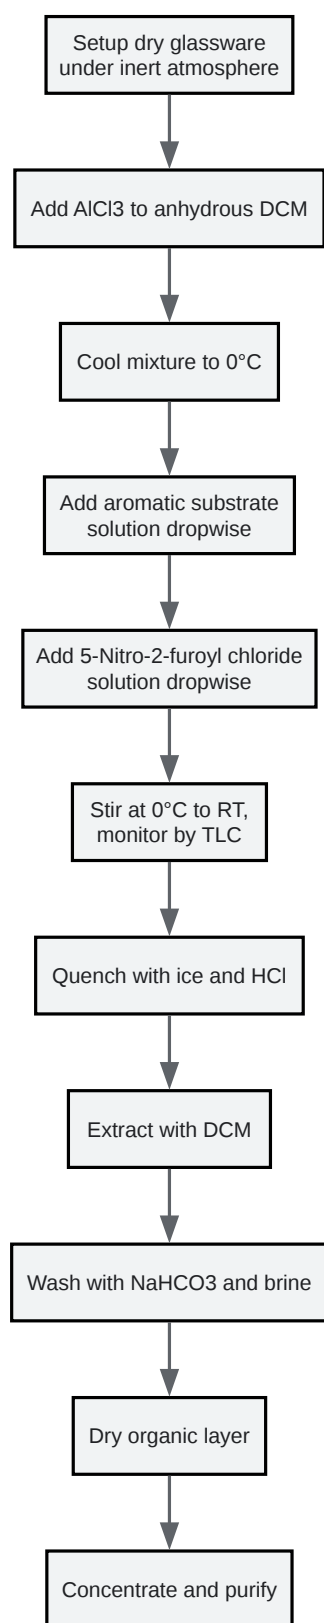 Setup dry glassware
under inert atmosphere
Add AlCl3 to anhydrous DCM
Cool mixture to 0°C
Add aromatic substrate
solution dropwise
Add 5-Nitro-2-furoyl chloride
solution dropwise
Stir at 0°C to RT,
monitor by TLC
Quench with ice and HCl
Extract with DCM
Wash with NaHCO3 and brine
Dry organic layer
Concentrate and purify